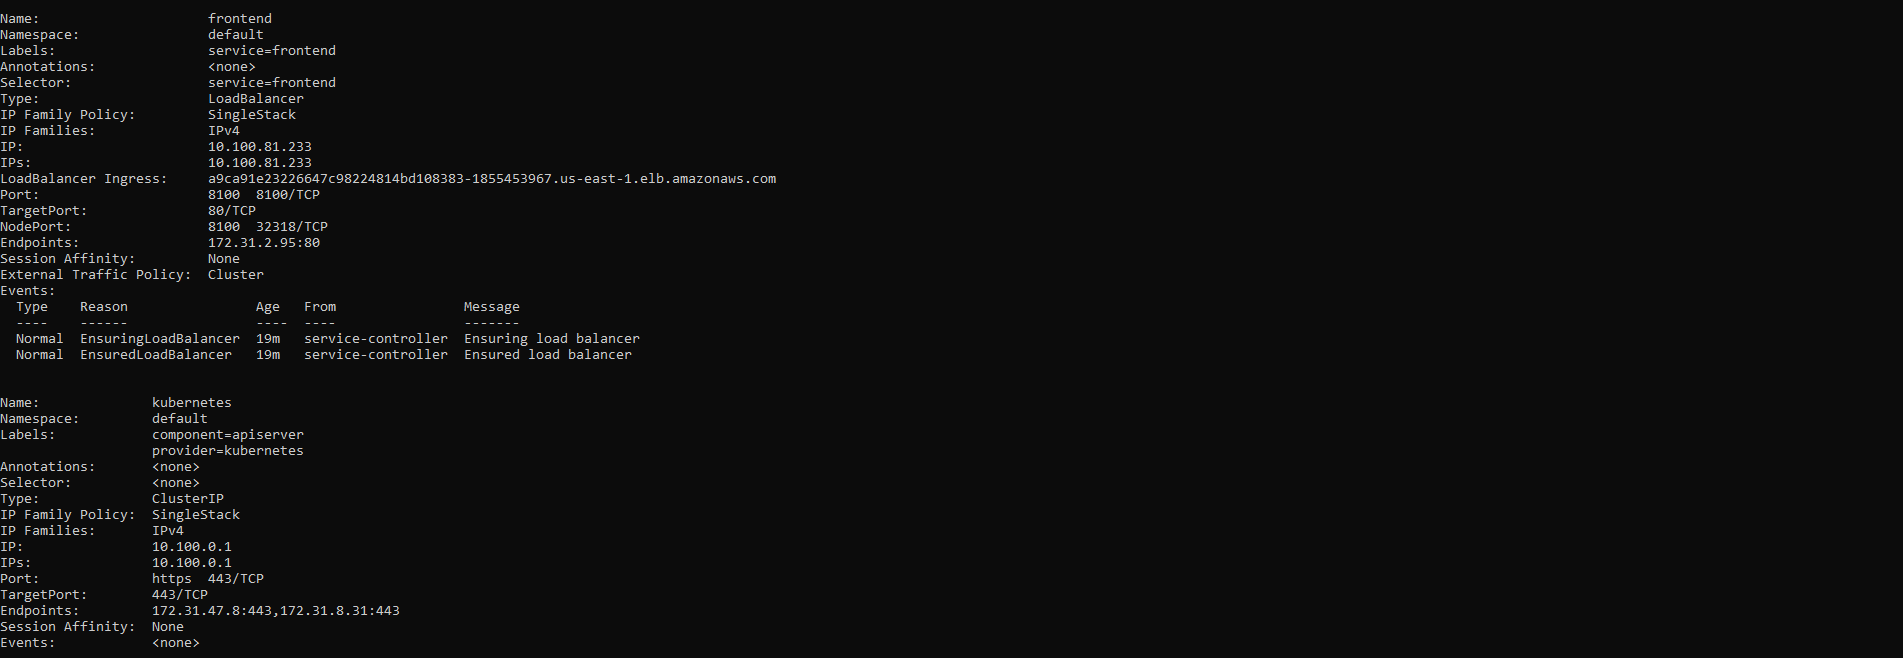 Name:                     frontend
Namespace:                default
Labels:                   service=frontend
Annotations:              <none>
Selector:                 service=frontend
Type:                     LoadBalancer
IP Family Policy:         SingleStack
IP Families:              IPv4
IP:                       10.100.81.233
IPs:                      10.100.81.233
LoadBalancer Ingress:     a9ca91e23226647c98224814bd108383-1855453967.us-east-1.elb.amazonaws.com
Port:                     8100  8100/TCP
TargetPort:               80/TCP
NodePort:                 8100  32318/TCP
Endpoints:                172.31.2.95:80
Session Affinity:         None
External Traffic Policy:  Cluster
Events:
  Type    Reason                Age   From                Message
  ----    ------                ----  ----                -------
  Normal  EnsuringLoadBalancer  19m   service-controller  Ensuring load balancer
  Normal  EnsuredLoadBalancer   19m   service-controller  Ensured load balancer
Name:              kubernetes
Namespace:         default
Labels:            component=apiserver
                   provider=kubernetes
Annotations:       <none>
Selector:          <none>
Type:              ClusterIP
IP Family Policy:  SingleStack
IP Families:       IPv4
IP:                10.100.0.1
IPs:               10.100.0.1
Port:              https  443/TCP
TargetPort:        443/TCP
Endpoints:         172.31.47.8:443,172.31.8.31:443
Session Affinity:  None
Events:            <none>